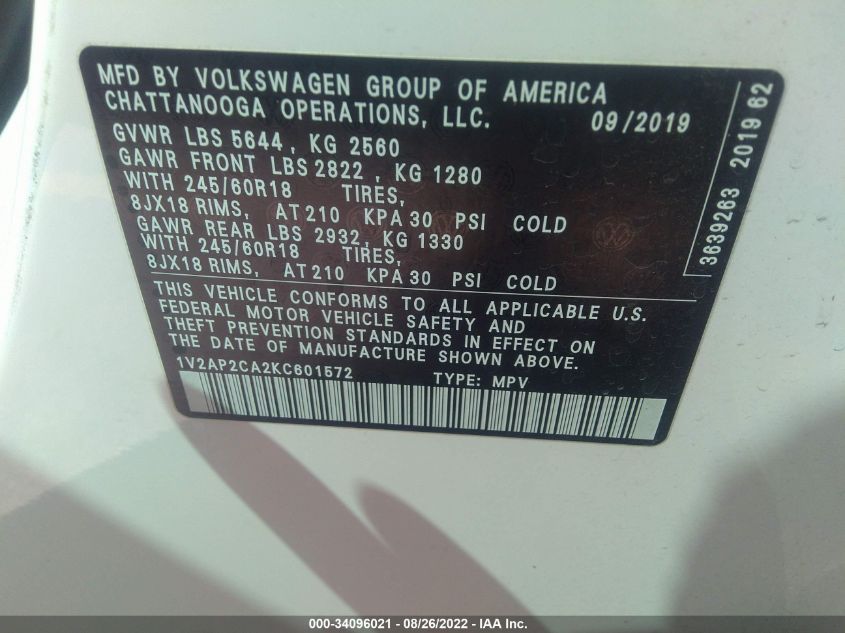 MFD BY VOLKSWAGEN GROUP OF AMERICA
CHATTANOOGA OPERATIONS, LLC. 09/2019
GVWR LBS 5644, KG 2560
GAWR FRONT LBS 2822, KG 1280
WITH 245/60R18 TIRES,
8JX18 RIMS, AT 210 KPA 30 PSI COLD
GAWR REAR LBS 2932, KG 1330
WITH 245/60R18 TIRES,
8JX18 RIMS, AT 210 KPA 30 PSI COLD
THIS VEHICLE CONFORMS TO ALL APPLICABLE U.S.
FEDERAL MOTOR VEHICLE SAFETY AND
THEFT PREVENTION STANDARDS IN EFFECT ON
THE DATE OF MANUFACTURE SHOWN ABOVE.
1V2AP2CA2KC601572 TYPE: MPV
3639263 2019 62
000-34096021 - 08/26/2022 - IAA Inc.